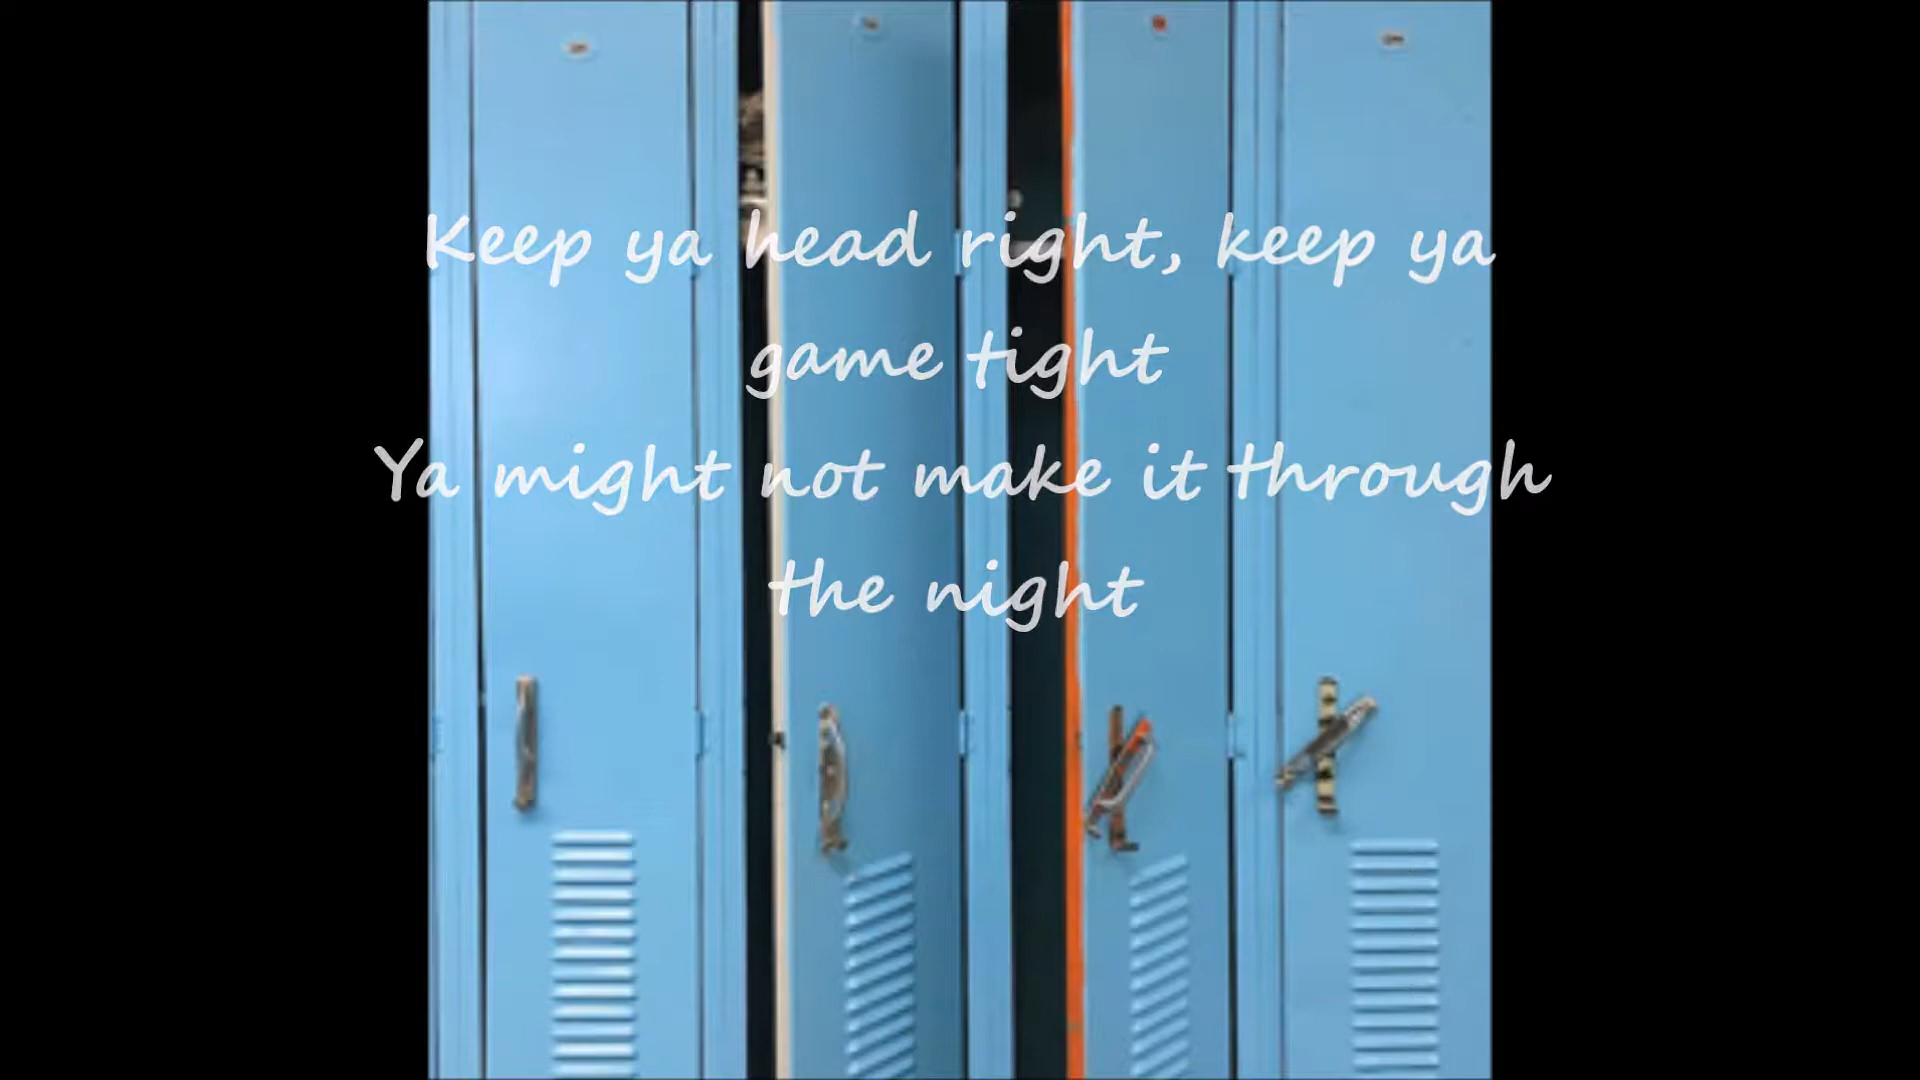 Keep ya head right, keep ya
game tight
Ya might not make it through
the night